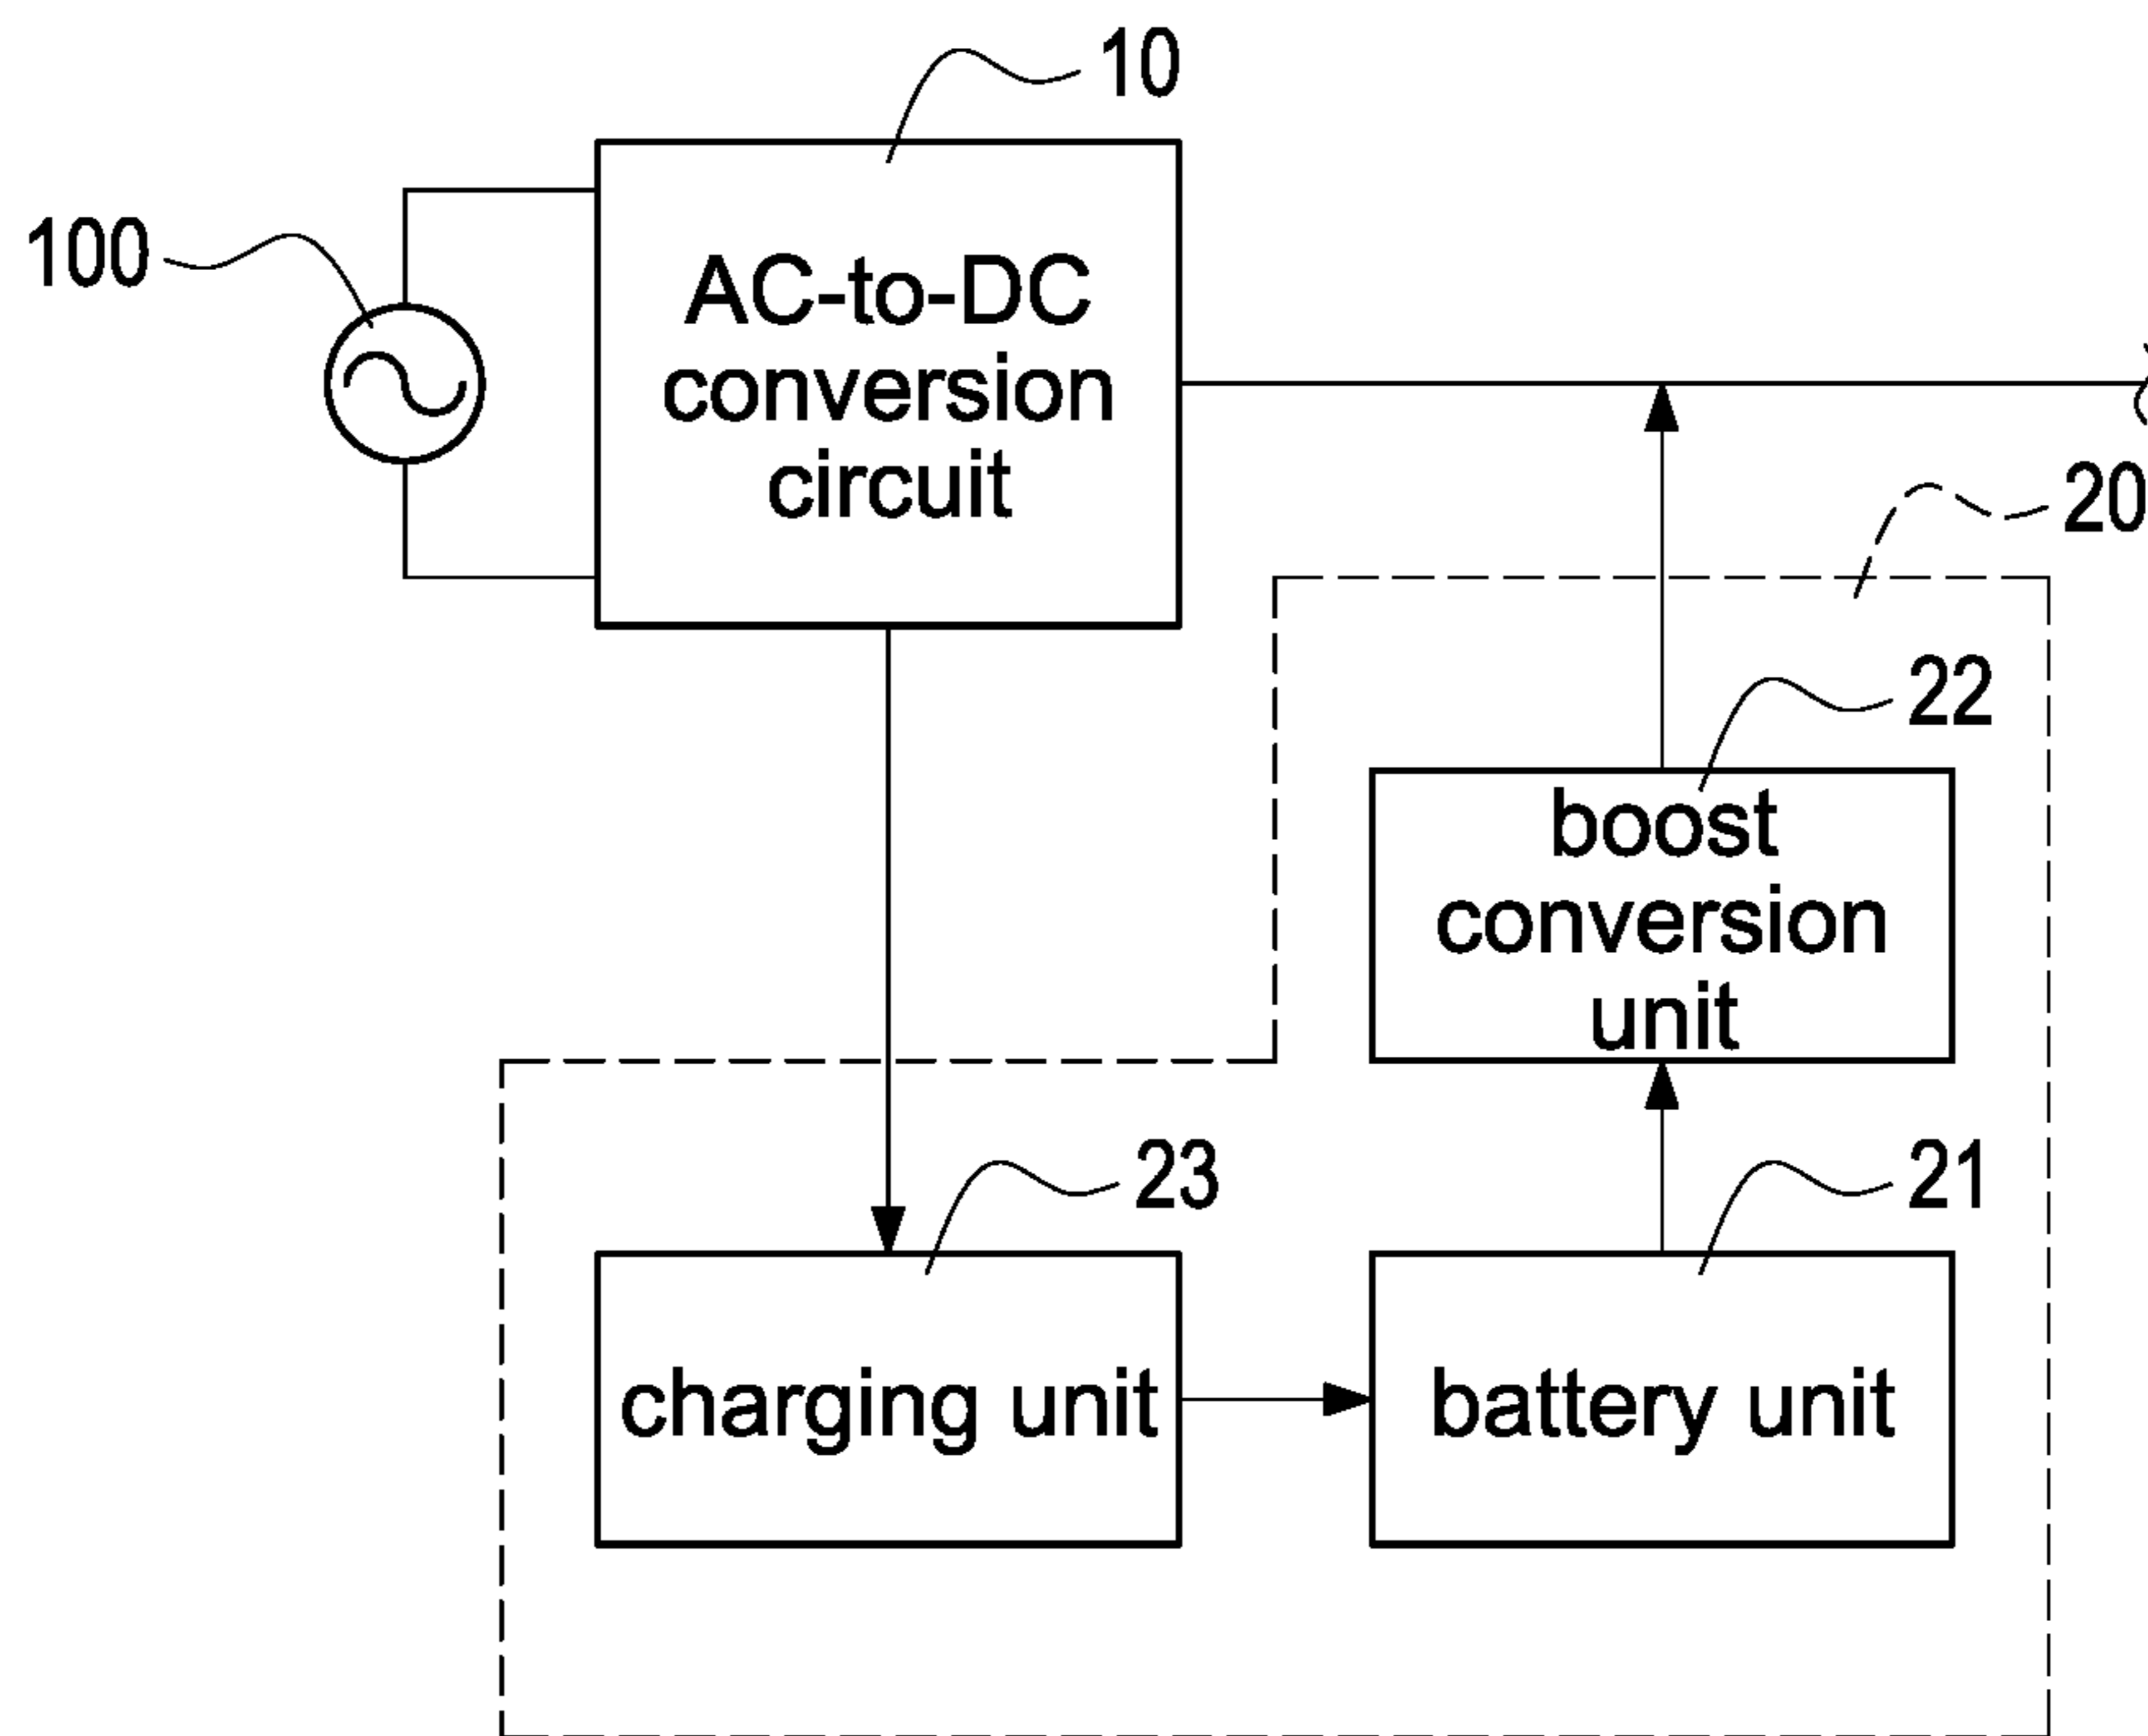 10
100
AC-to-DC
conversion
circuit
20
22
boost
conversion
unit
23
21
charging unit
battery unit